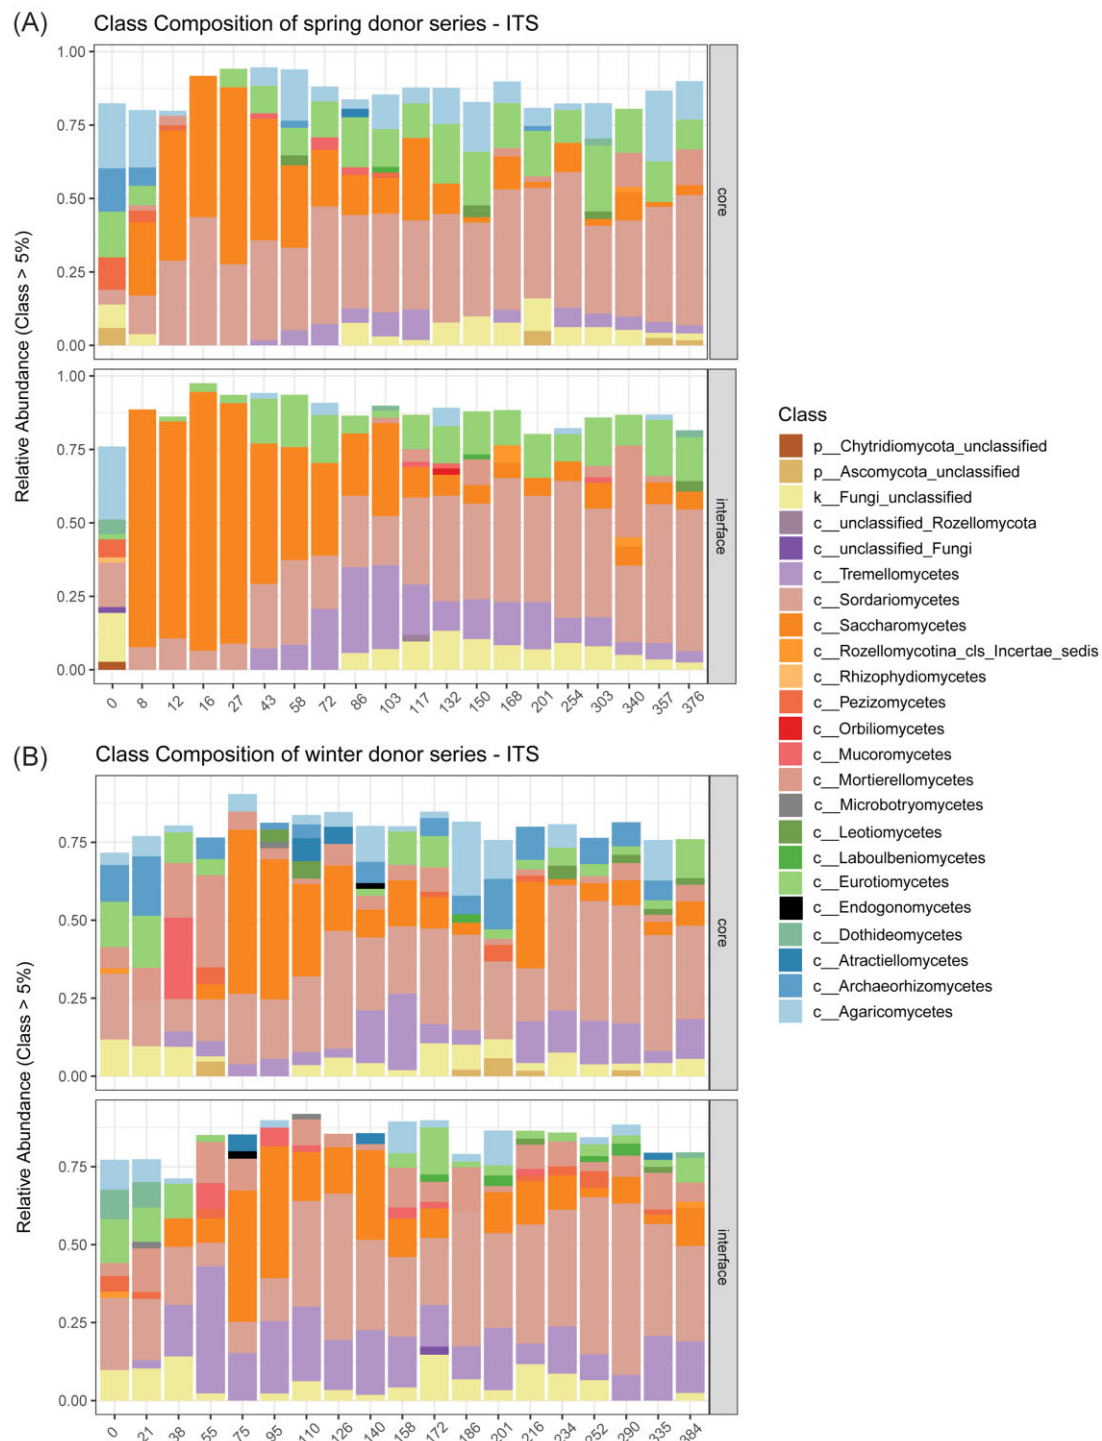 (A) Class Composition of spring donor series - ITS
Relative Abundance (Class > 5%)
1.00
0.75
0.50
0.25
0.00
core
1.00
0.75
0.50
0.25
0.00
interface
0 8 12 16 27 43 58 72 86 103 117 132 150 168 201 254 303 340 357 376
(B) Class Composition of winter donor series - ITS
Relative Abundance (Class > 5%)
0.75
0.50
0.25
0.00
core
0.75
0.50
0.25
0.00
interface
0 21 38 55 75 95 110 126 140 158 172 186 201 216 234 252 290 335 384
Class
p__Chytridiomycota_unclassified
p__Ascomycota_unclassified
k__Fungi_unclassified
c__unclassified_Rozellomycota
c__unclassified_Fungi
c__Tremellomycetes
c__Sordariomycetes
c__Saccharomycetes
c__Rozellomycotina_cls_Incertae_sedis
c__Rhizophydiomycetes
c__Pezizomycetes
c__Orbiliomycetes
c__Mucoromycetes
c__Mortierellomycetes
c__Microbotryomycetes
c__Leotiomycetes
c__Laboulbeniomycetes
c__Eurotiomycetes
c__Endogonomycetes
c__Dothideomycetes
c__Atractiellomycetes
c__Archaeorhizomycetes
c__Agaricomycetes